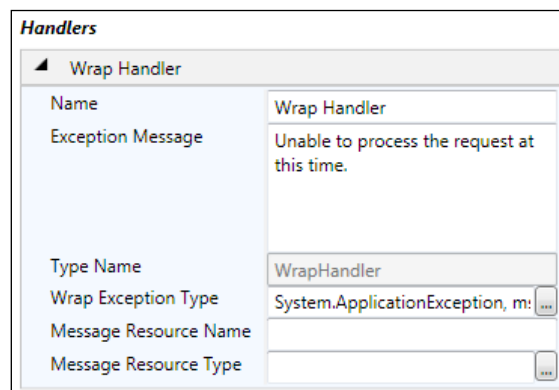 Handlers
Wrap Handler
Name
Wrap Handler
Exception Message
Unable to process the request at
this time.
Type Name
WrapHandler
Wrap Exception Type
System.ApplicationException, ms
...
Message Resource Name
Message Resource Type
...